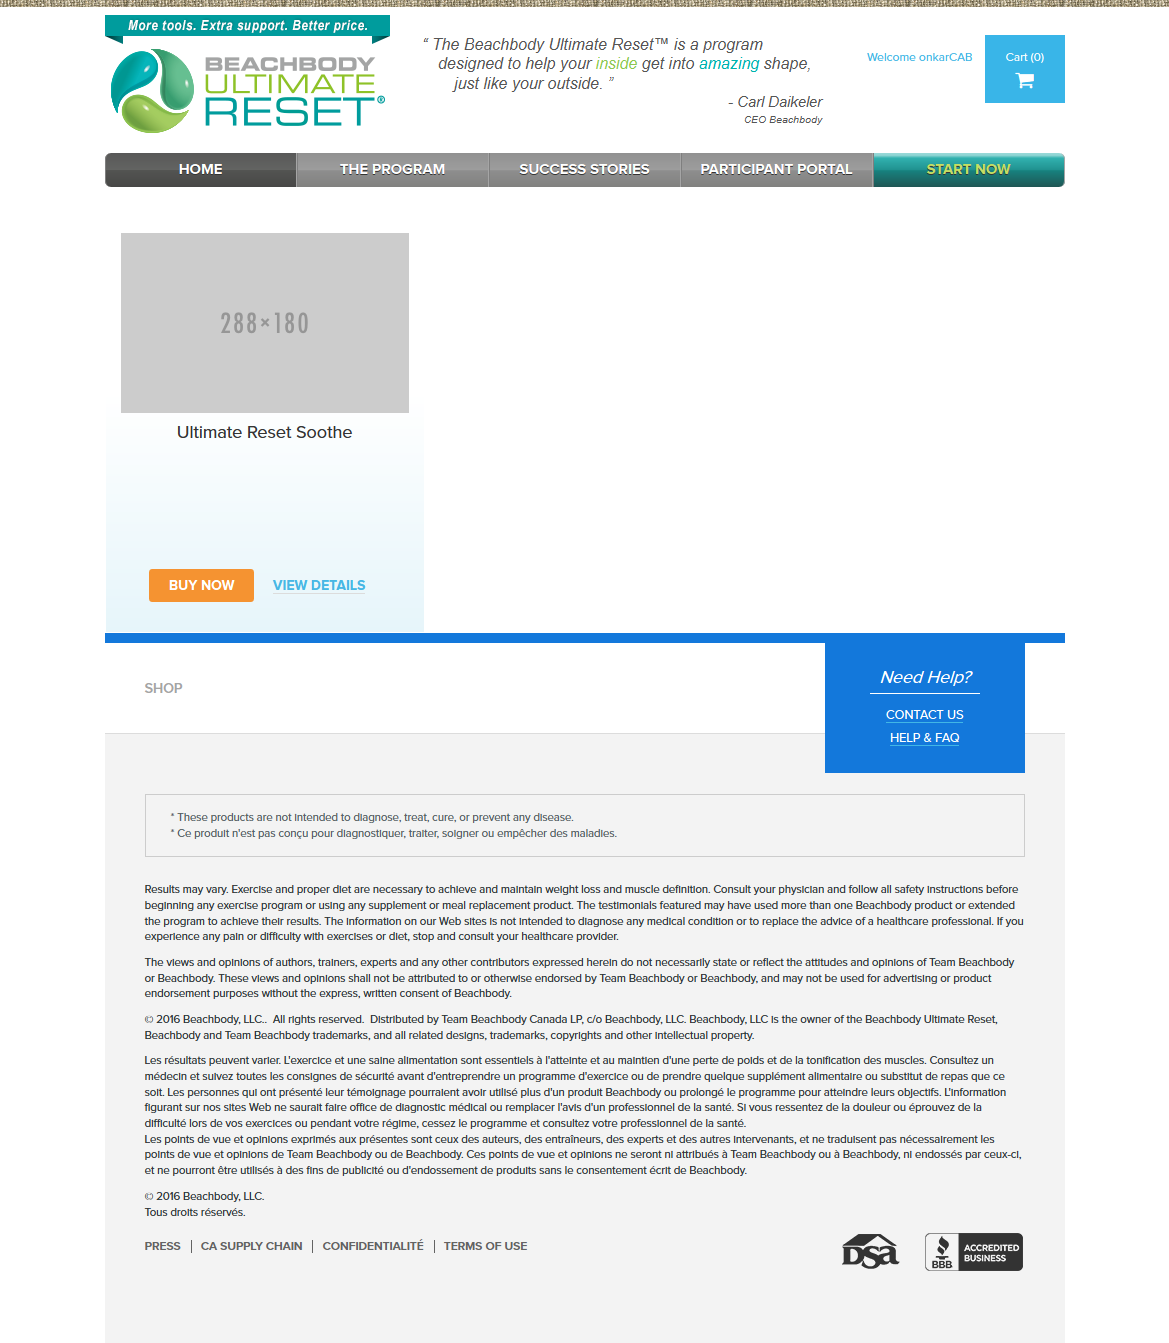 More tools. Extra support. Better price.
BEACHBODY
ULTIMATE
RESET®
“ The Beachbody Ultimate Reset™ is a program
designed to help your inside get into amazing shape,
just like your outside. ”
- Carl Daikeler
CEO Beachbody
Welcome onkarCAB
Cart (0)
HOME
THE PROGRAM
SUCCESS STORIES
PARTICIPANT PORTAL
START NOW
288×180
Ultimate Reset Soothe
BUY NOW
VIEW DETAILS
SHOP
Need Help?
CONTACT US
HELP & FAQ
* These products are not intended to diagnose, treat, cure, or prevent any disease.
* Ce produit n'est pas conçu pour diagnostiquer, traiter, soigner ou empêcher des maladies.
Results may vary. Exercise and proper diet are necessary to achieve and maintain weight loss and muscle definition. Consult your physician and follow all safety instructions before
beginning any exercise program or using any supplement or meal replacement product. The testimonials featured may have used more than one Beachbody product or extended
the program to achieve their results. The information on our Web sites is not intended to diagnose any medical condition or to replace the advice of a healthcare professional. If you
experience any pain or difficulty with exercises or diet, stop and consult your healthcare provider.
The views and opinions of authors, trainers, experts and any other contributors expressed herein do not necessarily state or reflect the attitudes and opinions of Team Beachbody
or Beachbody. These views and opinions shall not be attributed to or otherwise endorsed by Team Beachbody or Beachbody, and may not be used for advertising or product
endorsement purposes without the express, written consent of Beachbody.
© 2016 Beachbody, LLC..  All rights reserved.  Distributed by Team Beachbody Canada LP, c/o Beachbody, LLC. Beachbody, LLC is the owner of the Beachbody Ultimate Reset,
Beachbody and Team Beachbody trademarks, and all related designs, trademarks, copyrights and other intellectual property.
Les résultats peuvent varier. L'exercice et une saine alimentation sont essentiels à l'atteinte et au maintien d'une perte de poids et de la tonification des muscles. Consultez un
médecin et suivez toutes les consignes de sécurité avant d'entreprendre un programme d'exercice ou de prendre quelque supplément alimentaire ou substitut de repas que ce
soit. Les personnes qui ont présenté leur témoignage pourraient avoir utilisé plus d'un produit Beachbody ou prolongé le programme pour atteindre leurs objectifs. L'information
figurant sur nos sites Web ne saurait faire office de diagnostic médical ou remplacer l'avis d'un professionnel de la santé. Si vous ressentez de la douleur ou éprouvez de la
difficulté lors de vos exercices ou pendant votre régime, cessez le programme et consultez votre professionnel de la santé.
Les points de vue et opinions exprimés aux présentes sont ceux des auteurs, des entraîneurs, des experts et des autres intervenants, et ne traduisent pas nécessairement les
points de vue et opinions de Team Beachbody ou de Beachbody. Ces points de vue et opinions ne seront ni attribués à Team Beachbody ou à Beachbody, ni endossés par ceux-ci,
et ne pourront être utilisés à des fins de publicité ou d'endossement de produits sans le consentement écrit de Beachbody.
© 2016 Beachbody, LLC.
Tous droits réservés.
PRESS
CA SUPPLY CHAIN
CONFIDENTIALITÉ
TERMS OF USE
DSA
BBB
ACCREDITED
BUSINESS